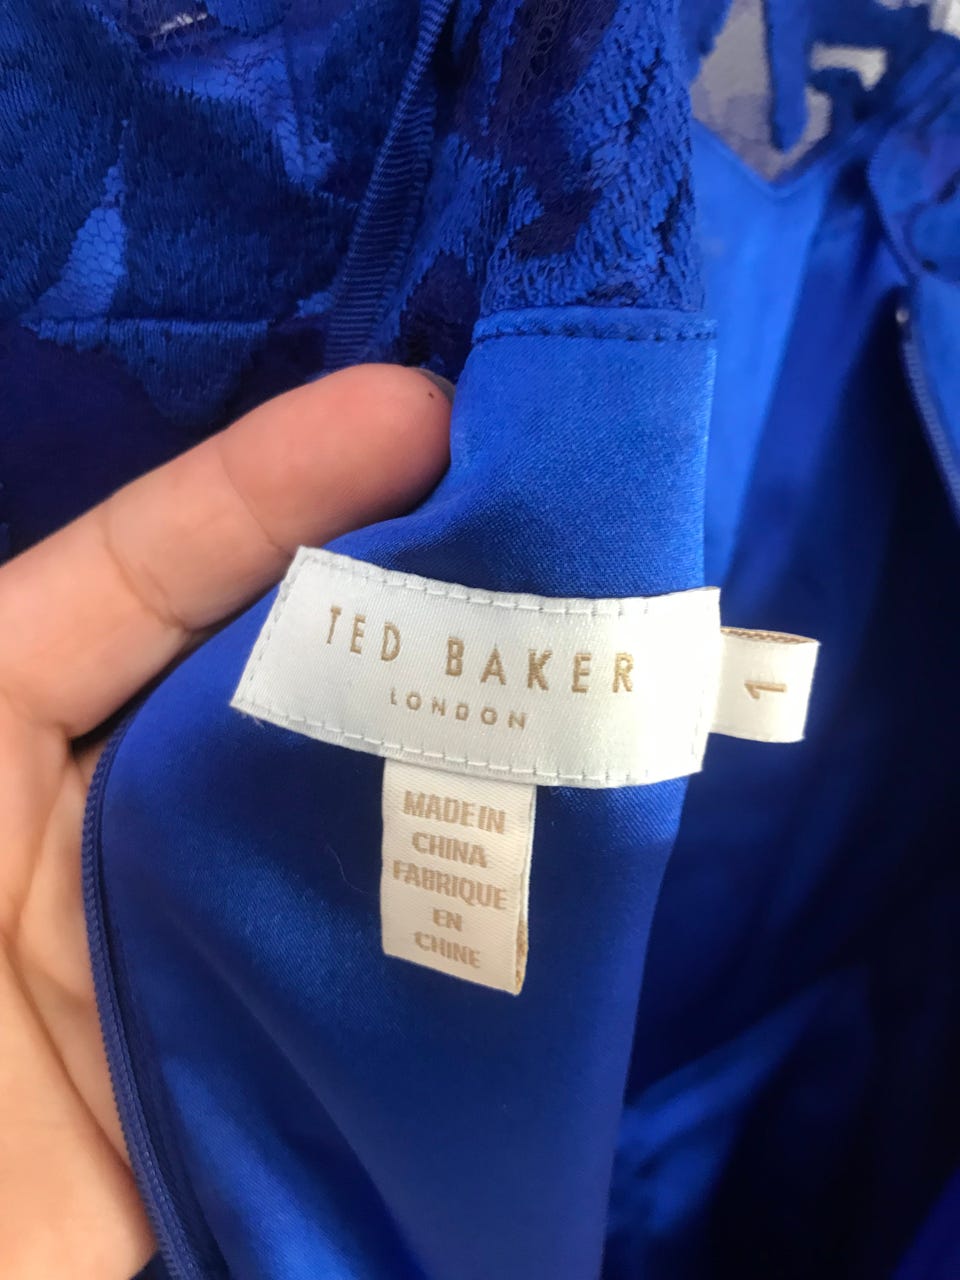 TED BAKER
LONDON
1
MADE IN
CHINA
FABRIQUE
EN
CHINE